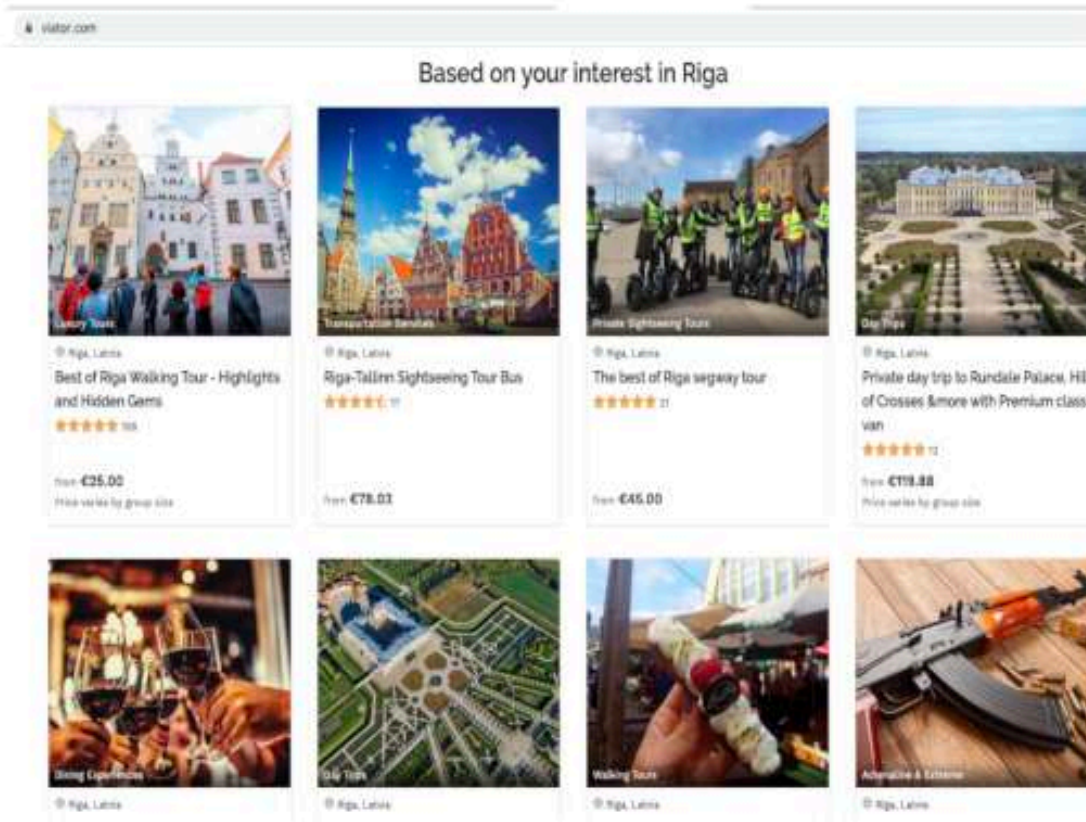 viator.com
Based on your interest in Riga
Luxury Tours
Riga, Latvia
Best of Riga Walking Tour - Highlights
and Hidden Gems
from €25.00
Price varies by group size
Transportation Services
Riga, Latvia
Riga-Tallinn Sightseeing Tour Bus
from €78.03
Private Sightseeing Tours
Riga, Latvia
The best of Riga segway tour
21
from €45.00
Day Trips
Riga, Latvia
Private day trip to Rundale Palace, Hill
of Crosses &more with Premium class
van
from €119.88
Price varies by group size
Dining Experiences
Riga, Latvia
Day Trips
Riga, Latvia
Walking Tours
Riga, Latvia
Adrenaline & Extreme
Riga, Latvia